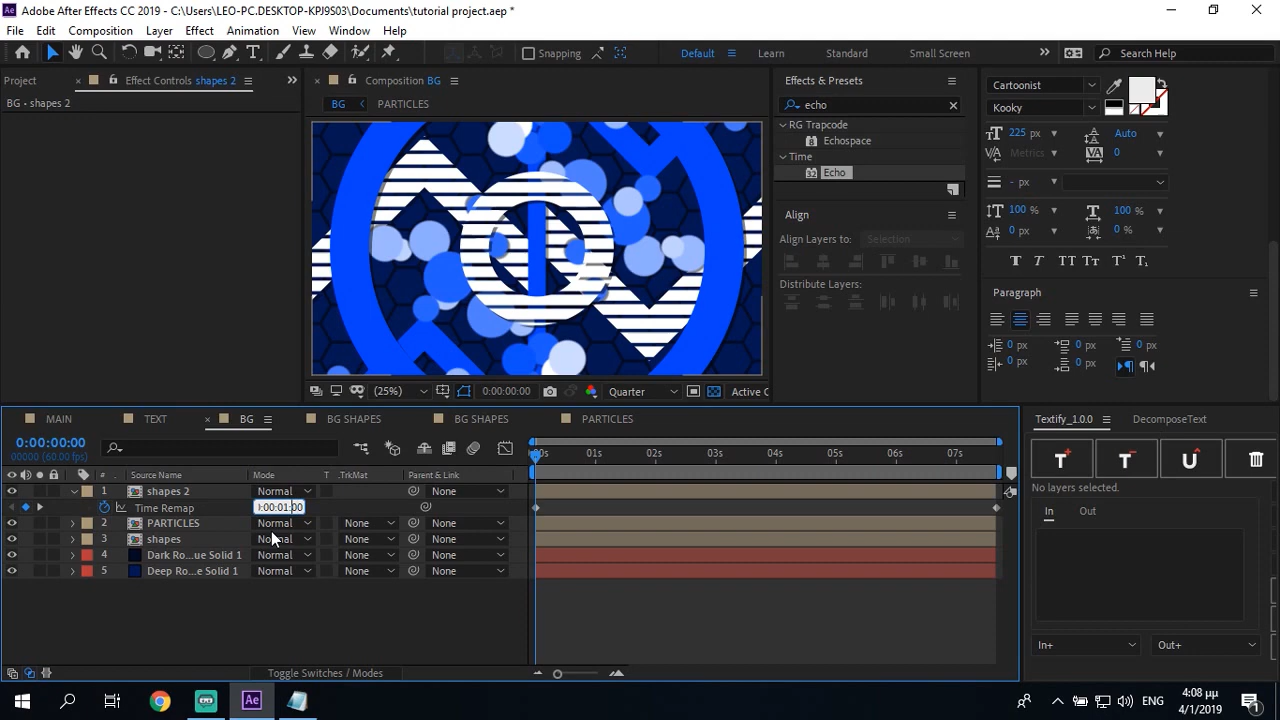 Adobe After Effects CC 2019 - C:\Users\LEO-PC.DESKTOP-KPJ9S03\Documents\tutorial project.aep *
File Edit Composition Layer Effect Animation View Window Help
Snapping Default Learn Standard Small Screen Search Help
Project Effect Controls shapes 2
BG • shapes 2
Composition BG
BG PARTICLES
(25%) 0:00:00:00 Quarter Active C
Effects & Presets
echo
RG Trapcode
Echospace
Time
Echo
Align
Align Layers to: Selection
Distribute Layers:
Cartoonist
Kooky
225 px Auto
Metrics 0
- px
100 % 100 %
0 px 0 %
Paragraph
0 px 0 px 0 px
0 px 0 px
MAIN TEXT BG BG SHAPES BG SHAPES PARTICLES
0:00:00:00
00000 (60.00 fps)
# Source Name Mode T .TrkMat Parent & Link
:00s 01s 02s 03s 04s 05s 06s 07s
1 shapes 2 Normal None
Time Remap 0:00:01:00
2 PARTICLES Normal None None
3 shapes Normal None None
4 Dark Ro...ue Solid 1 Normal None None
5 Deep Ro...e Solid 1 Normal None None
Toggle Switches / Modes
Textify_1.0.0 DecomposeText
No layers selected.
In Out
In+ Out+
ENG 4:08 μμ 4/1/2019 1